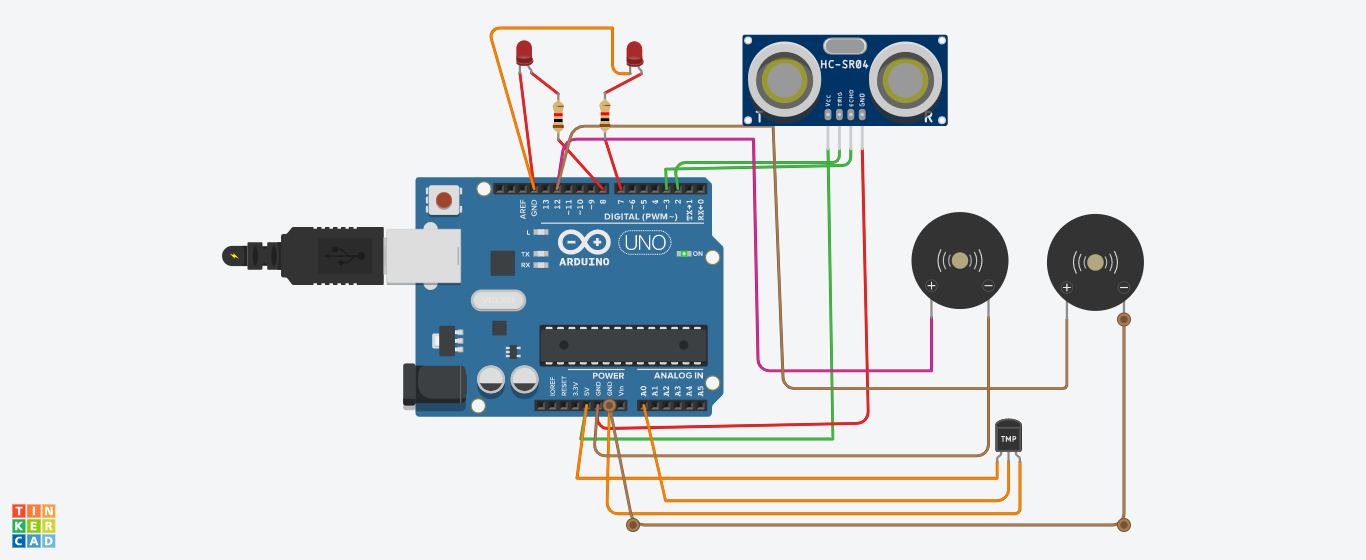 HC-SR04
VCC
TRIG
ECHO
GND
T
R
AREF
GND
13
12
~11
~10
~9
8
7
~6
~5
4
~3
2
TX→1
RX←0
DIGITAL (PWM~)
L
TX
RX
UNO
ARDUINO
ON
POWER
ANALOG IN
IOREF
RESET
3.3V
5V
GND
GND
Vin
A0
A1
A2
A3
A4
A5
+
−
+
−
TMP
TIN
KER
CAD